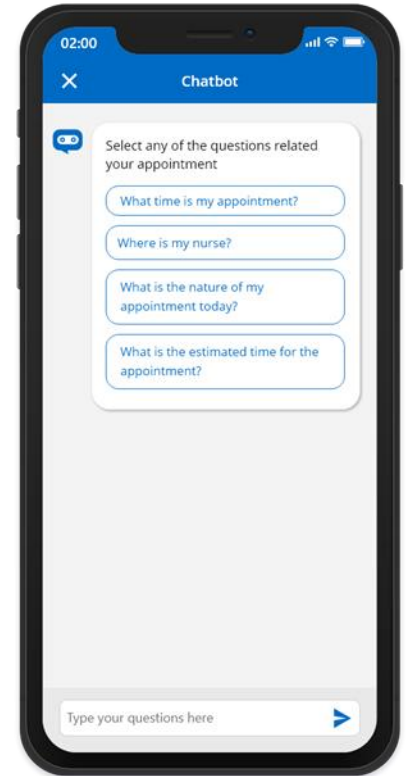 02:00
Chatbot
Select any of the questions related
your appointment
What time is my appointment?
Where is my nurse?
What is the nature of my
appointment today?
What is the estimated time for the
appointment?
Type your questions here